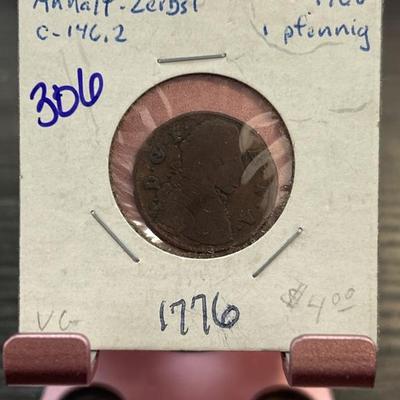 Anhalt-Zerbst
C-146.2 1 pfennig
306
1776
VG $4.00